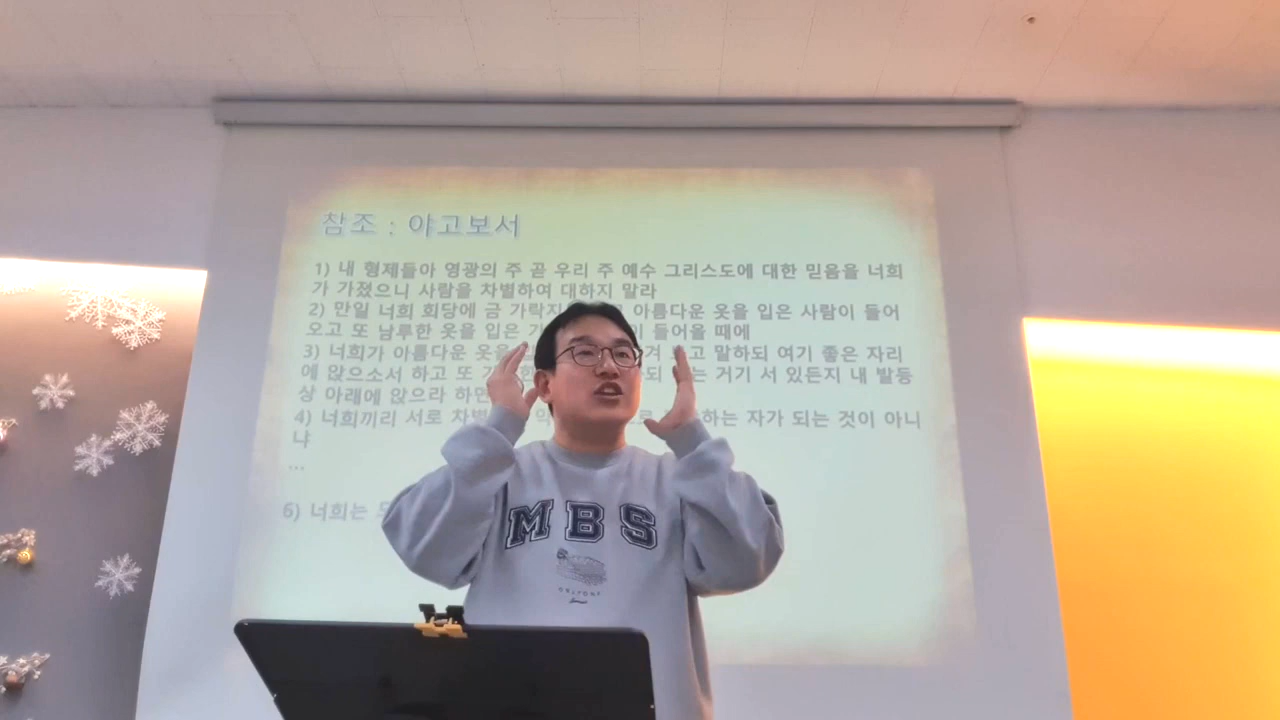 참조 : 야고보서
1) 내 형제들아 영광의 주 곧 우리 주 예수 그리스도에 대한 믿음을 너희
가 가졌으니 사람을 차별하여 대하지 말라
2) 만일 너희 회당에 금 가락지 아름다운 옷을 입은 사람이 들어
오고 또 남루한 옷을 입은 들어올 때에
3) 너희가 아름다운 옷을 보고 말하되 여기 좋은 자리
에 앉으소서 하고 또 거기 서 있든지 내 발등
상 아래에 앉으라 하면
4) 너희끼리 서로 하는 자가 되는 것이 아니
냐
...
6) 너희는
MBS